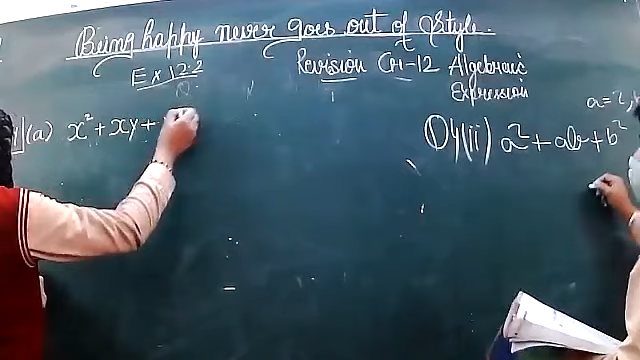 Being happy never goes out of Style.
Ex 12.2
Revision Ch-12 Algebraic
Expression
(a) x² + xy +
Q4(ii) a² + ab + b²
a=2,